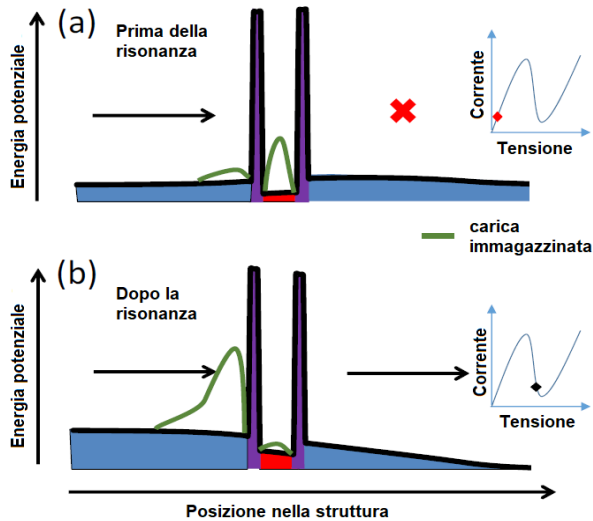 (a)
Prima della
risonanza
Energia potenziale
Corrente
Tensione
carica
immagazzinata
(b)
Dopo la
risonanza
Energia potenziale
Corrente
Tensione
Posizione nella struttura